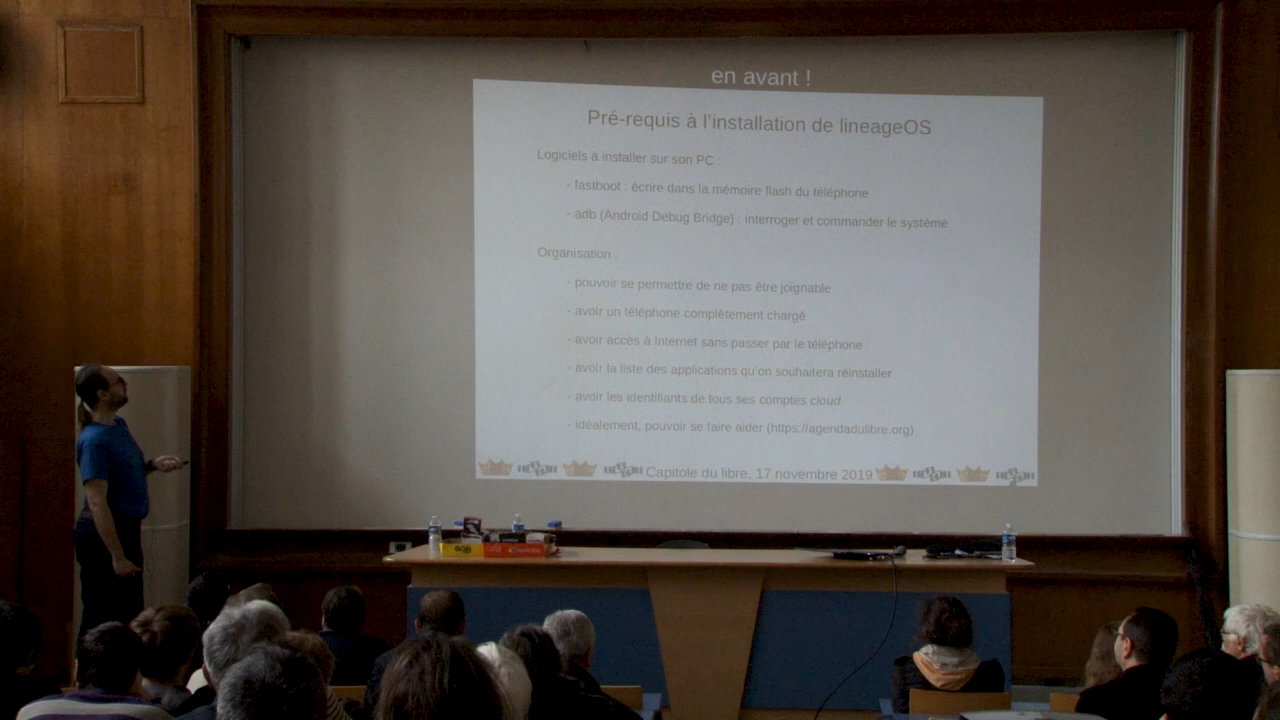 en avant !
Pré-requis à l'installation de lineageOS
Logiciels à installer sur son PC :
- fastboot : écrire dans la mémoire flash du téléphone
- adb (Android Debug Bridge) : interroger et commander le système
Organisation :
- pouvoir se permettre de ne pas être joignable
- avoir un téléphone complètement chargé
- avoir accès à Internet sans passer par le téléphone
- avoir la liste des applications qu'on souhaitera réinstaller
- avoir les identifiants de tous ses comptes cloud
- idéalement, pouvoir se faire aider (https://agendadulibre.org)
Capitole du libre, 17 novembre 2019